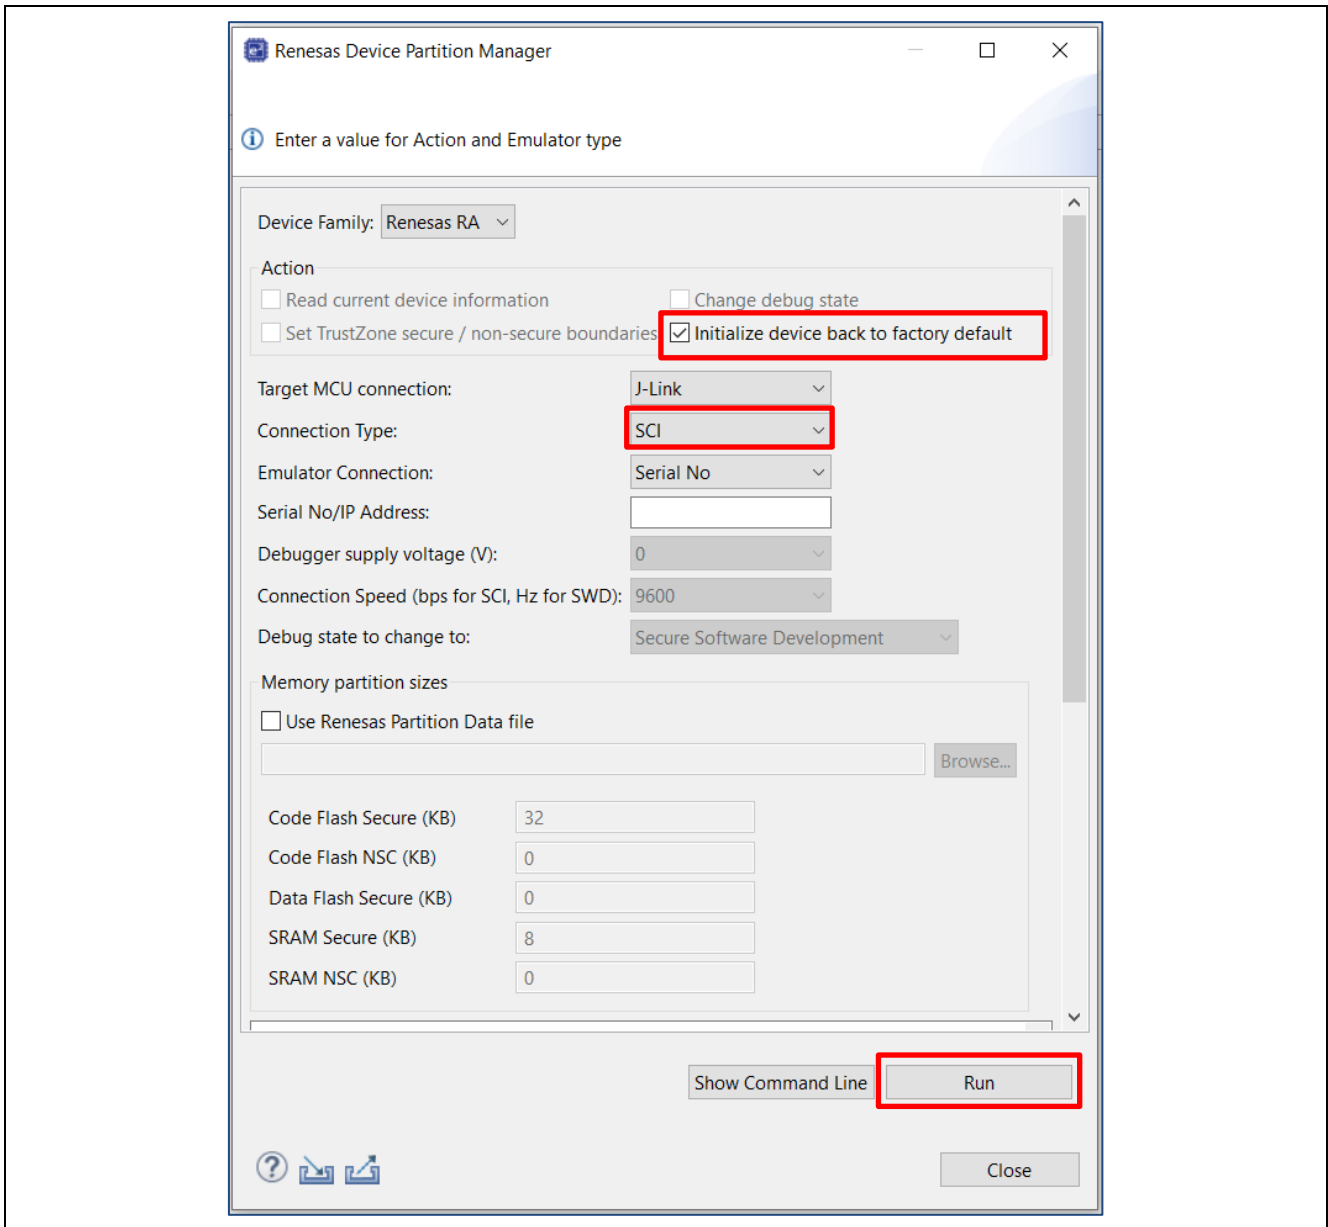 Renesas Device Partition Manager
Enter a value for Action and Emulator type
Device Family: Renesas RA
Action
Read current device information Change debug state
Set TrustZone secure / non-secure boundaries Initialize device back to factory default
Target MCU connection: J-Link
Connection Type: SCI
Emulator Connection: Serial No
Serial No/IP Address:
Debugger supply voltage (V): 0
Connection Speed (bps for SCI, Hz for SWD): 9600
Debug state to change to: Secure Software Development
Memory partition sizes
Use Renesas Partition Data file
Browse...
Code Flash Secure (KB) 32
Code Flash NSC (KB) 0
Data Flash Secure (KB) 0
SRAM Secure (KB) 8
SRAM NSC (KB) 0
Show Command Line Run
Close